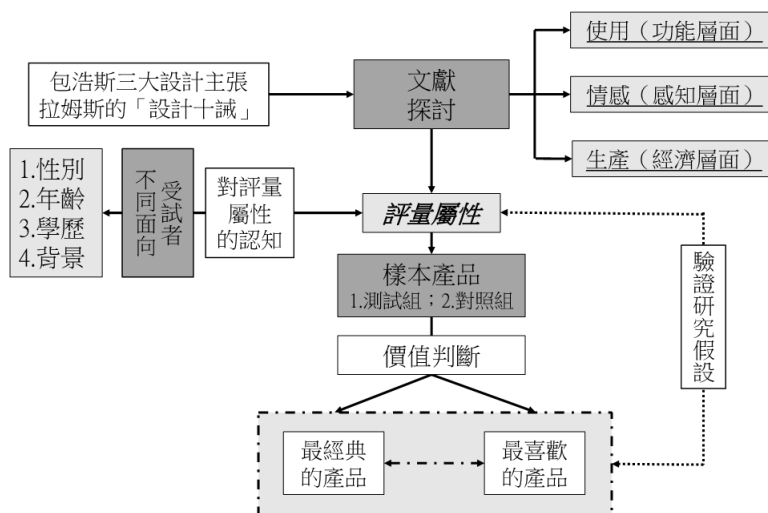 使用（功能層面）
包浩斯三大設計主張
拉姆斯的「設計十誡」
文獻
探討
情感（感知層面）
生產（經濟層面）
1.性別
2.年齡
3.學歷
4.背景
受試者
不同面向
對評量
屬性
的認知
評量屬性
樣本產品
1.測試組；2.對照組
價值判斷
驗證研究假設
最經典
的產品
最喜歡
的產品